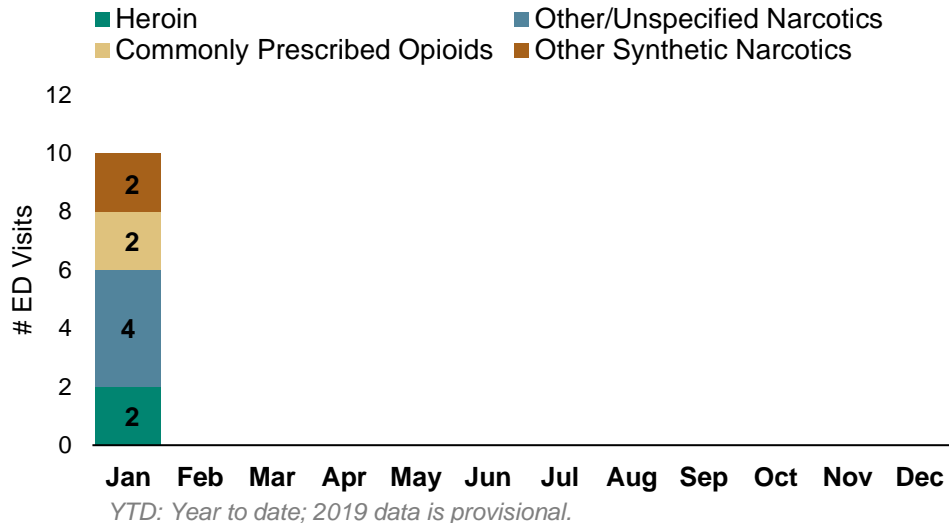 Heroin Other/Unspecified Narcotics
Commonly Prescribed Opioids Other Synthetic Narcotics
12
10
8
6
4
2
0
# ED Visits
2
2
4
2
Jan Feb Mar Apr May Jun Jul Aug Sep Oct Nov Dec
YTD: Year to date; 2019 data is provisional.